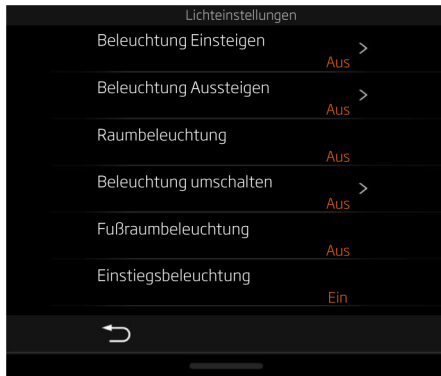 Lichteinstellungen
Beleuchtung Einsteigen
Aus
Beleuchtung Aussteigen
Aus
Raumbeleuchtung
Aus
Beleuchtung umschalten
Aus
Fußraumbeleuchtung
Aus
Einstiegsbeleuchtung
Ein